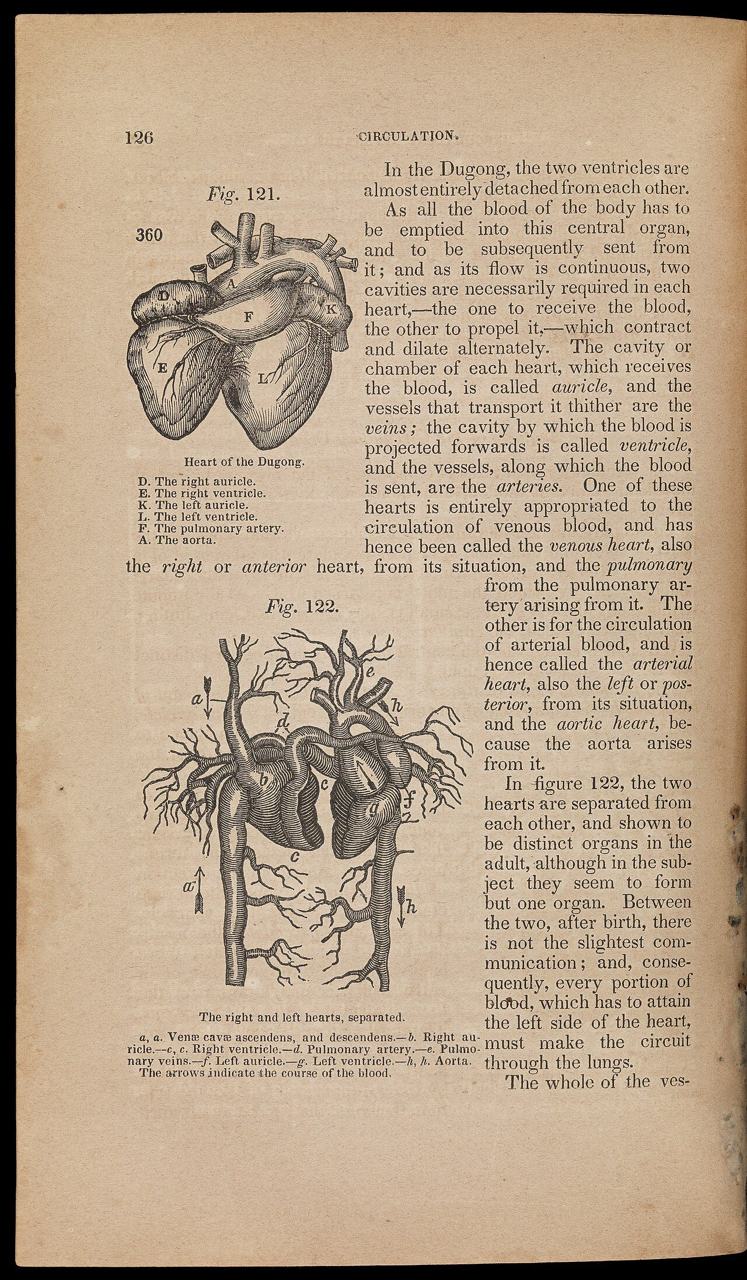 126
CIRCULATION.
Fig. 121.
360
D
A
F
K
E
L
Heart of the Dugong.
D. The right auricle.
E. The right ventricle.
K. The left auricle.
L. The left ventricle.
F. The pulmonary artery.
A. The aorta.
In the Dugong, the two ventricles are
almost entirely detached from each other.
As all the blood of the body has to
be emptied into this central organ,
and to be subsequently sent from
it; and as its flow is continuous, two
cavities are necessarily required in each
heart,—the one to receive the blood,
the other to propel it,—which contract
and dilate alternately. The cavity or
chamber of each heart, which receives
the blood, is called auricle, and the
vessels that transport it thither are the
veins; the cavity by which the blood is
projected forwards is called ventricle,
and the vessels, along which the blood
is sent, are the arteries. One of these
hearts is entirely appropriated to the
circulation of venous blood, and has
hence been called the venous heart, also
the right or anterior heart, from its situation, and the pulmonary
from the pulmonary ar-
tery arising from it. The
other is for the circulation
of arterial blood, and is
hence called the arterial
heart, also the left or pos-
terior, from its situation,
and the aortic heart, be-
cause the aorta arises
from it.
In figure 122, the two
hearts are separated from
each other, and shown to
be distinct organs in the
adult, although in the sub-
ject they seem to form
but one organ. Between
the two, after birth, there
is not the slightest com-
munication; and, conse-
quently, every portion of
blood, which has to attain
the left side of the heart,
must make the circuit
through the lungs.
The whole of the ves-
Fig. 122.
a
e
h
d
b
c
g
f
c
a
h
The right and left hearts, separated.
a, a. Venæ cavæ ascendens, and descendens.—b. Right au-
ricle.—c, c. Right ventricle.—d. Pulmonary artery.—e. Pulmo-
nary veins.—f. Left auricle.—g. Left ventricle.—h, h. Aorta.
The arrows indicate the course of the blood.